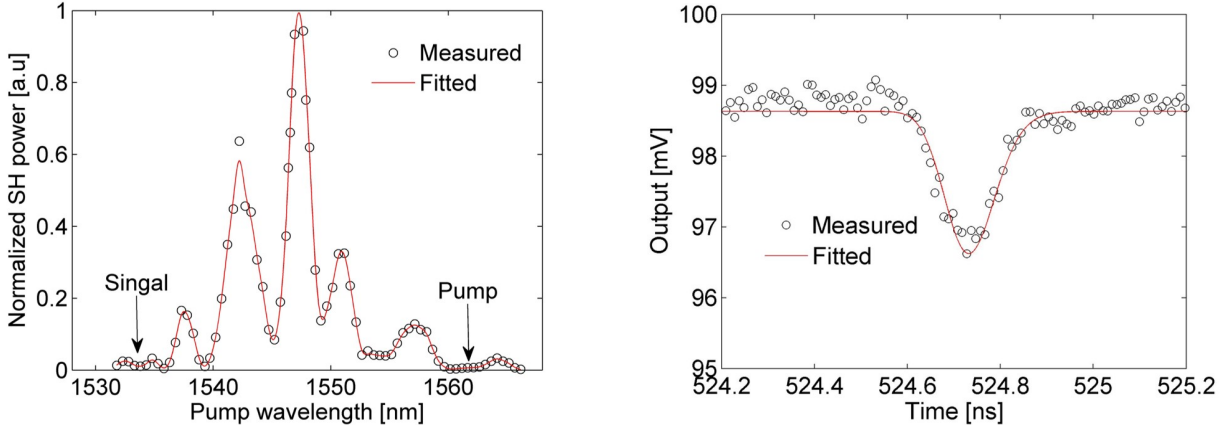 Normalized SH power [a.u]
1
0.8
0.6
0.4
0.2
0
Measured
Fitted
Singal
Pump
1530
1540
1550
1560
Pump wavelength [nm]
Output [mV]
100
99
98
97
96
95
Measured
Fitted
524.2
524.4
524.6
524.8
525
525.2
Time [ns]